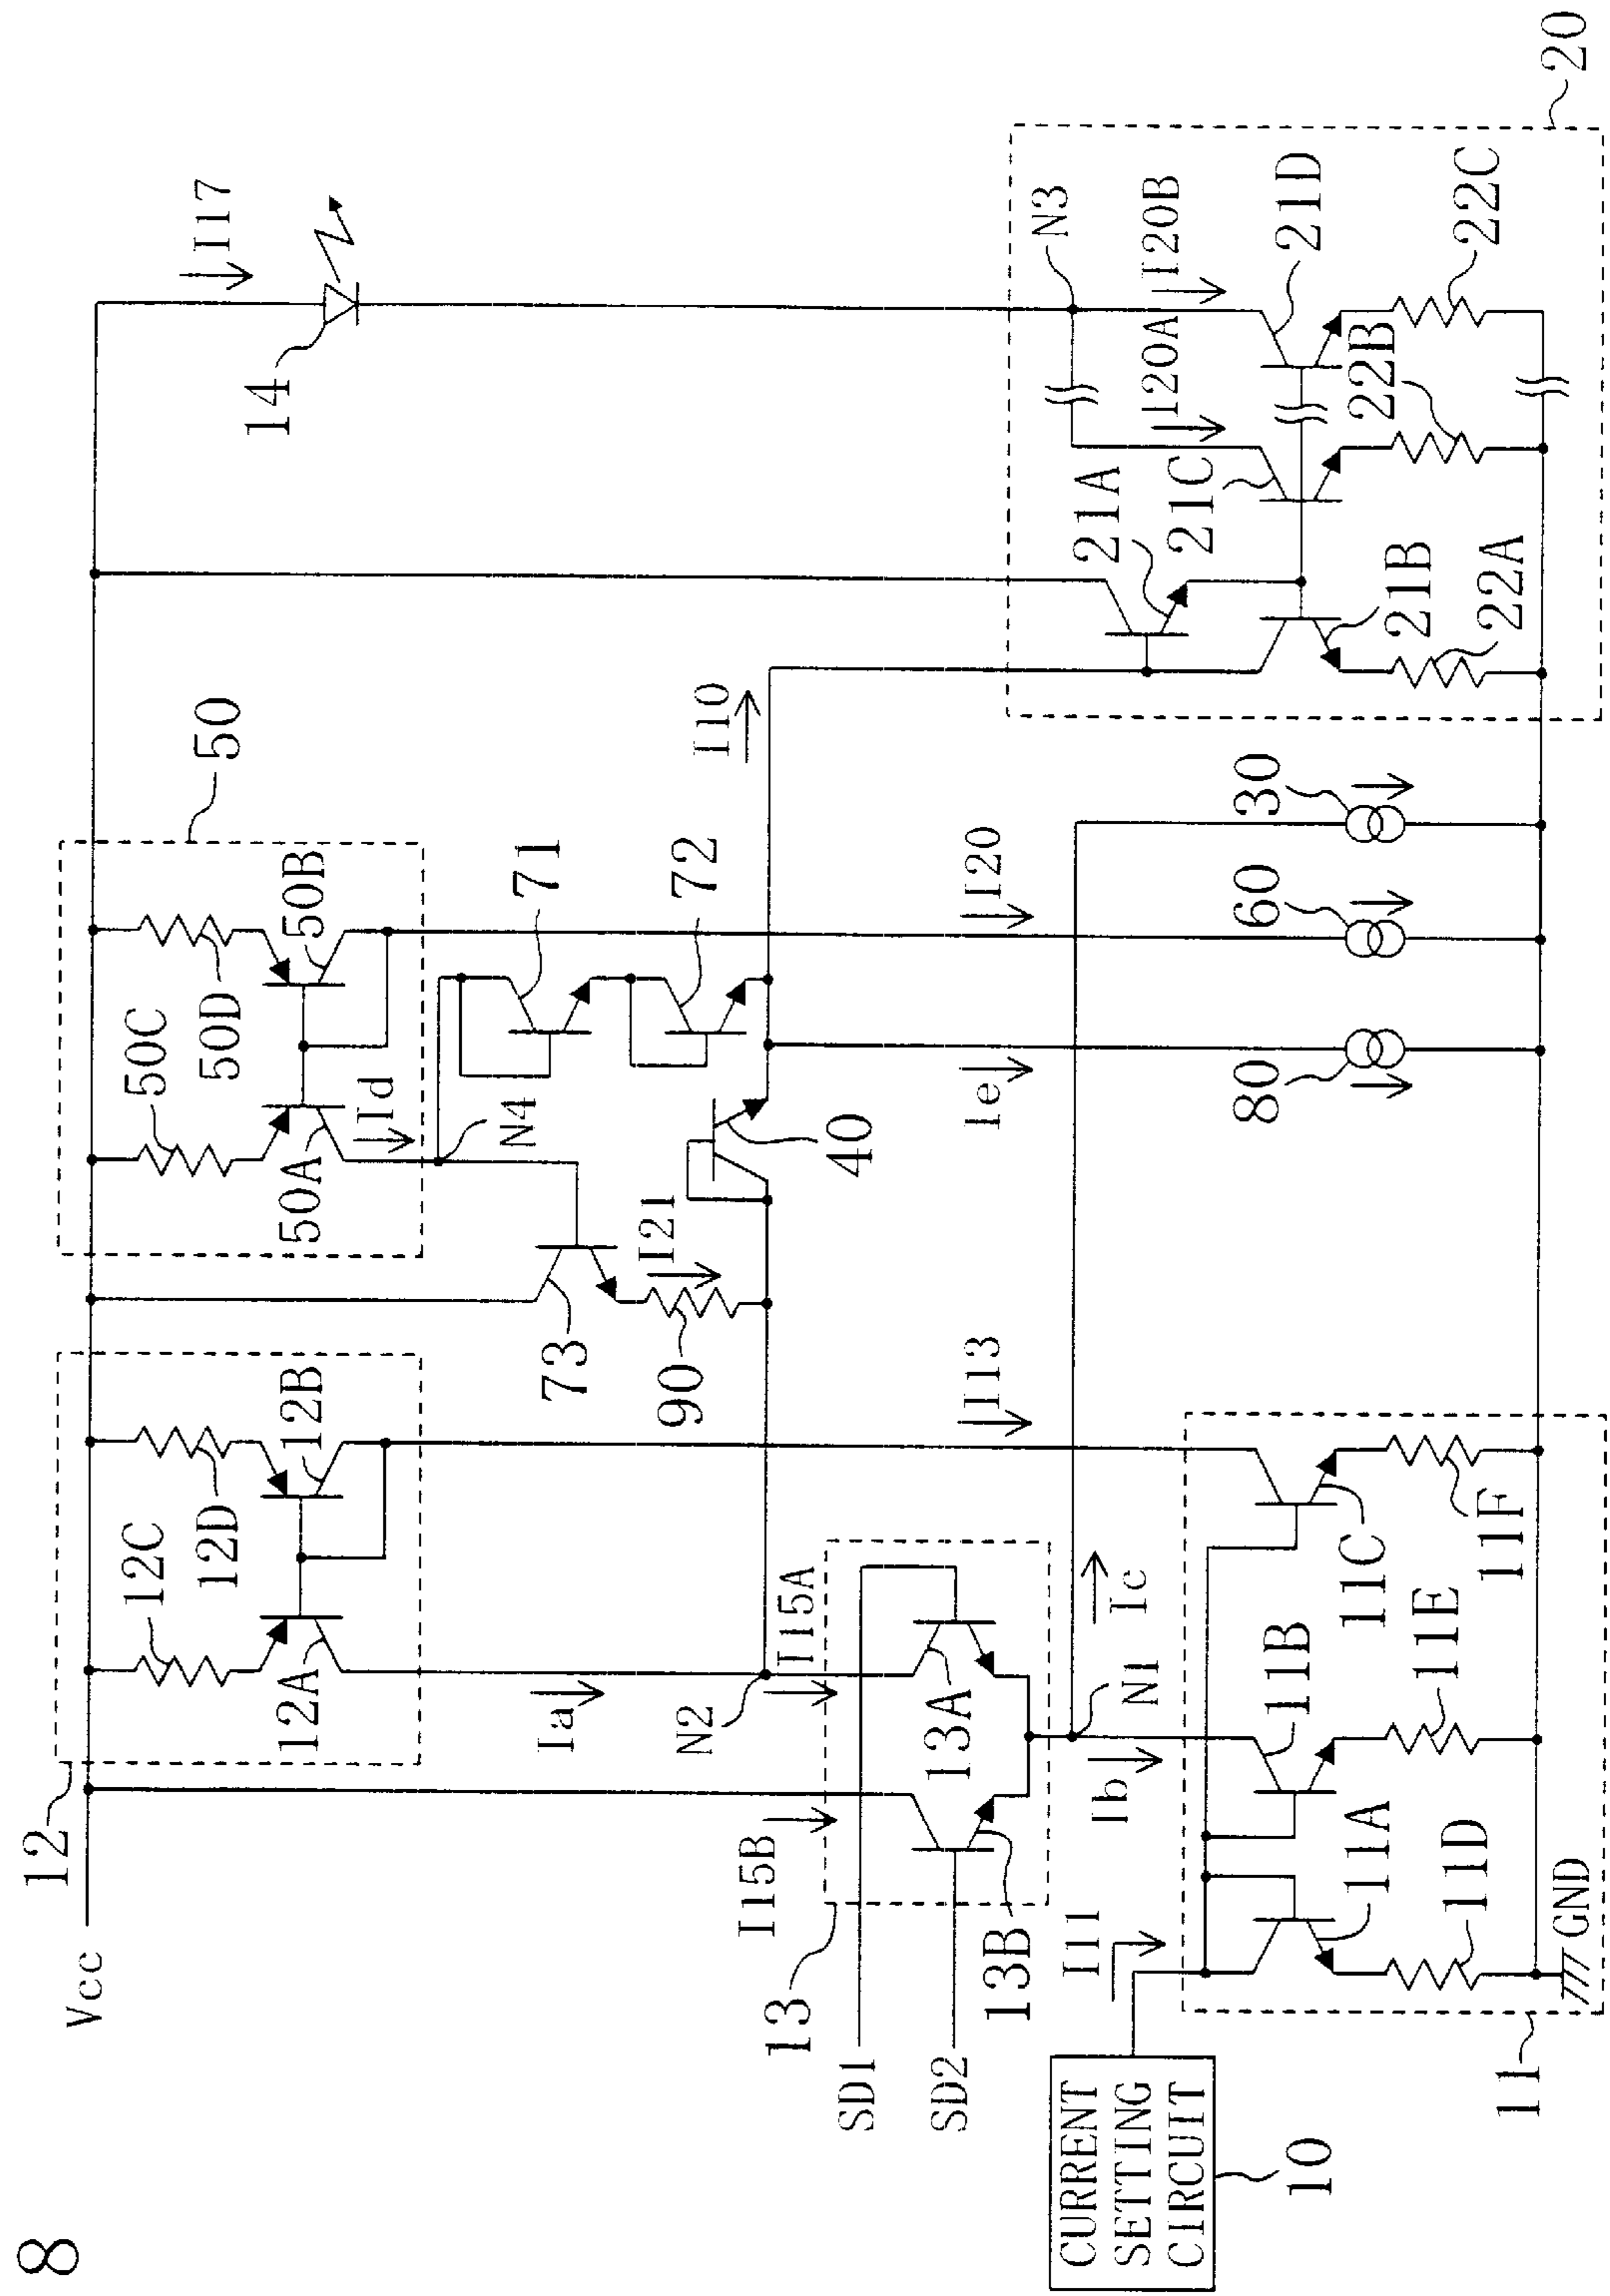 8
Vcc
12
12C
12D
12A
12B
Ia
N2
I15A
I15B
13
SD1
SD2
13A
13B
Ib
N1
Ic
I11
CURRENT
SETTING
CIRCUIT
10
11
11A
11B
11C
11D
11E
11F
GND
I13
73
90
I21
50
50C
50D
50A
50B
Id
N4
71
72
40
Ie
I20
80
60
30
I10
14
I17
N3
I20A
I20B
21A
21C
21D
21B
22A
22B
22C
20